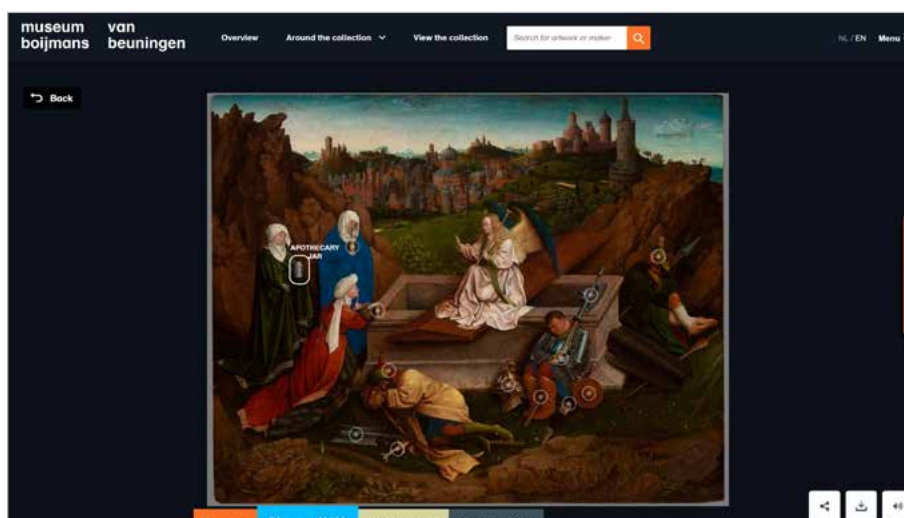 museum van
boijmans beuningen
Overview
Around the collection
View the collection
Search for artwork or maker
NL / EN
Menu
Back
APOTHECARY
JAR